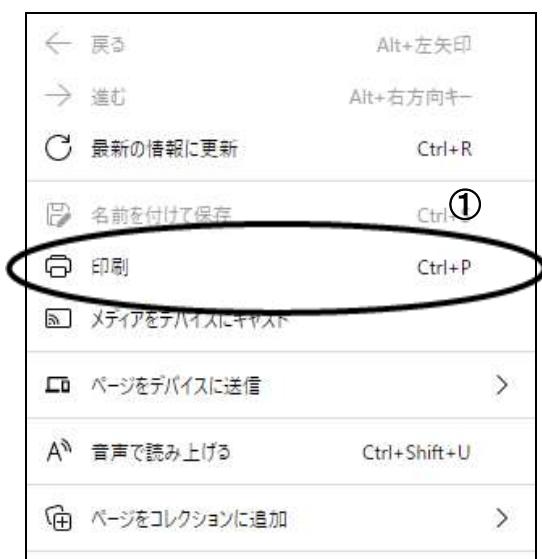 戻る Alt+左矢印
進む Alt+右方向キー
最新の情報に更新 Ctrl+R
①
名前を付けて保存 Ctrl+
印刷 Ctrl+P
メディアをデバイスにキャスト
ページをデバイスに送信
音声で読み上げる Ctrl+Shift+U
ページをコレクションに追加